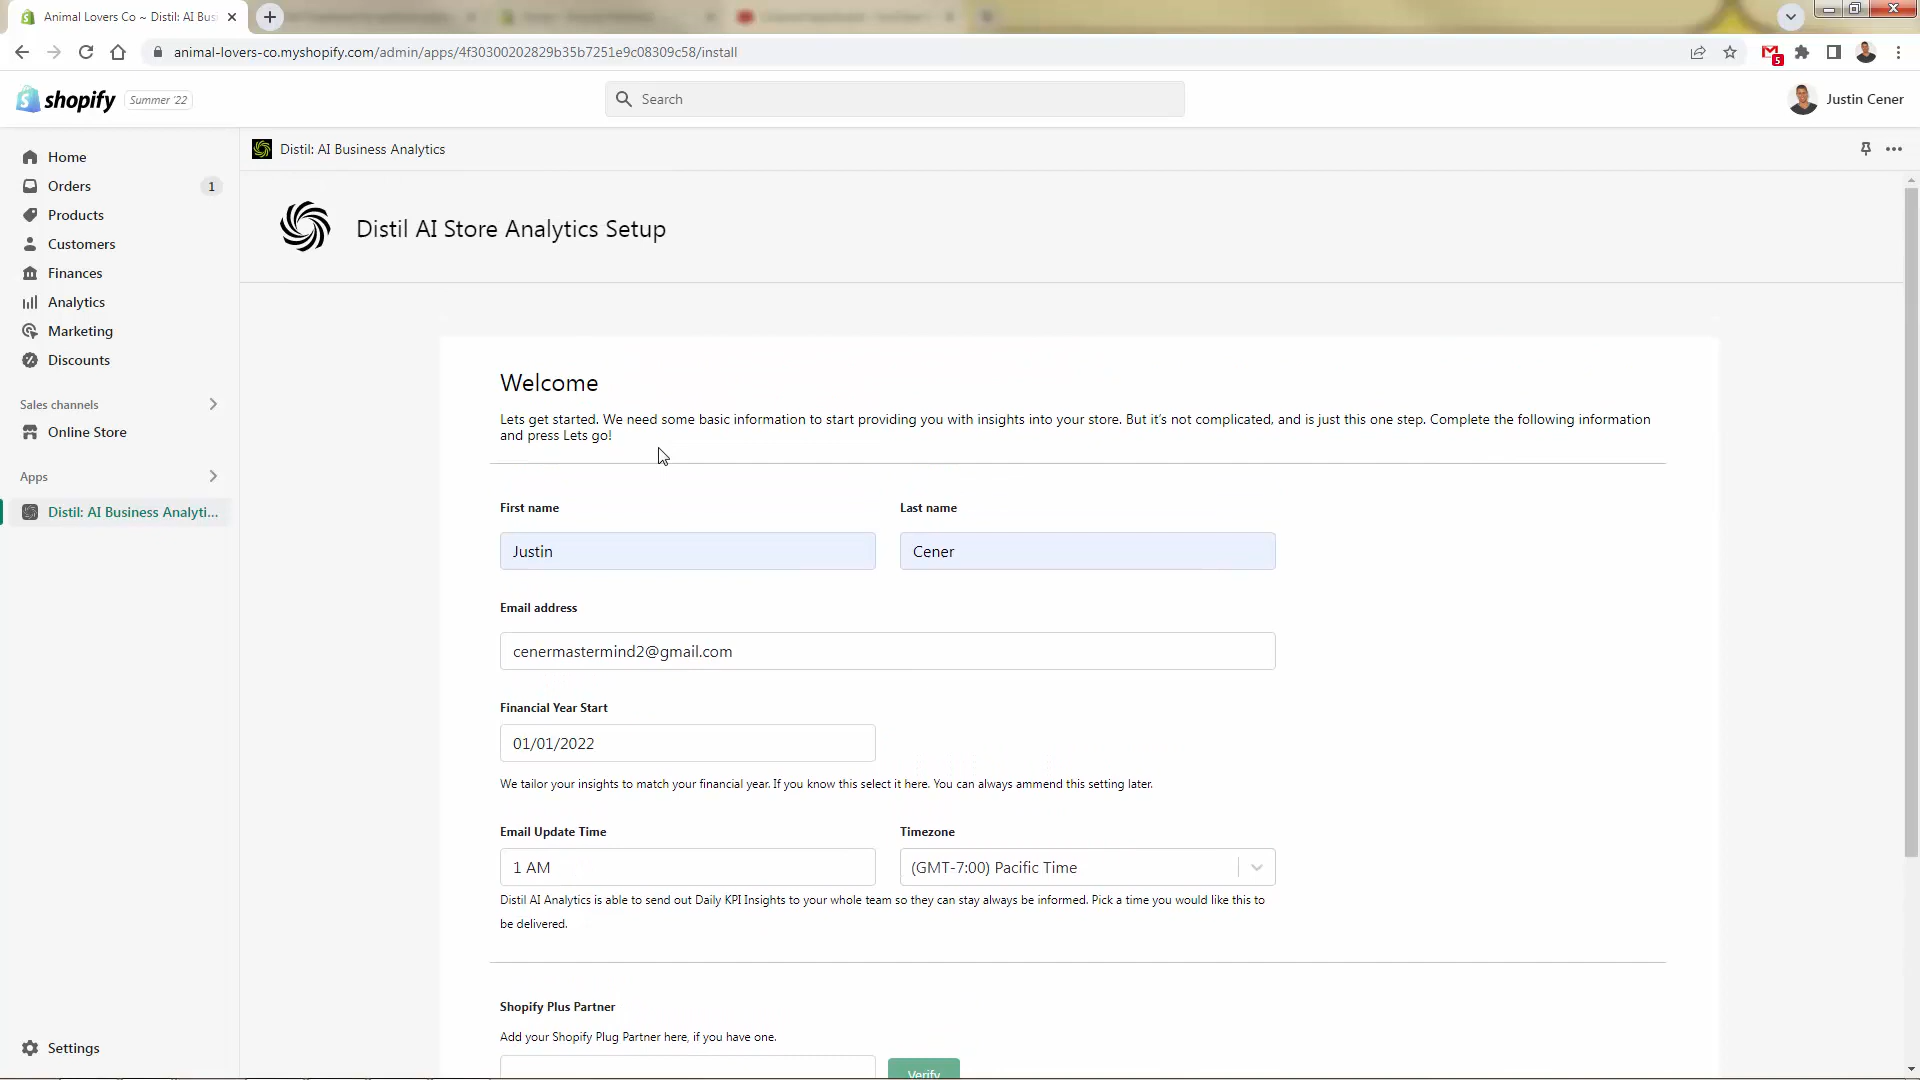 Animal Lovers Co ~ Distil: AI Busi
animal-lovers-co.myshopify.com/admin/apps/4f30300202829b35b7251e9c08309c58/install
5
shopify
Summer '22
Search
Justin Cener
Home
Orders
1
Products
Customers
Finances
Analytics
Marketing
Discounts
Sales channels
Online Store
Apps
Distil: AI Business Analyti...
Settings
Distil: AI Business Analytics
Distil AI Store Analytics Setup
Welcome
Lets get started. We need some basic information to start providing you with insights into your store. But it's not complicated, and is just this one step. Complete the following information
and press Lets go!
First name
Last name
Justin
Cener
Email address
cenermastermind2@gmail.com
Financial Year Start
01/01/2022
We tailor your insights to match your financial year. If you know this select it here. You can always ammend this setting later.
Email Update Time
Timezone
1 AM
(GMT-7:00) Pacific Time
Distil AI Analytics is able to send out Daily KPI Insights to your whole team so they can stay always be informed. Pick a time you would like this to
be delivered.
Shopify Plus Partner
Add your Shopify Plug Partner here, if you have one.
Verify